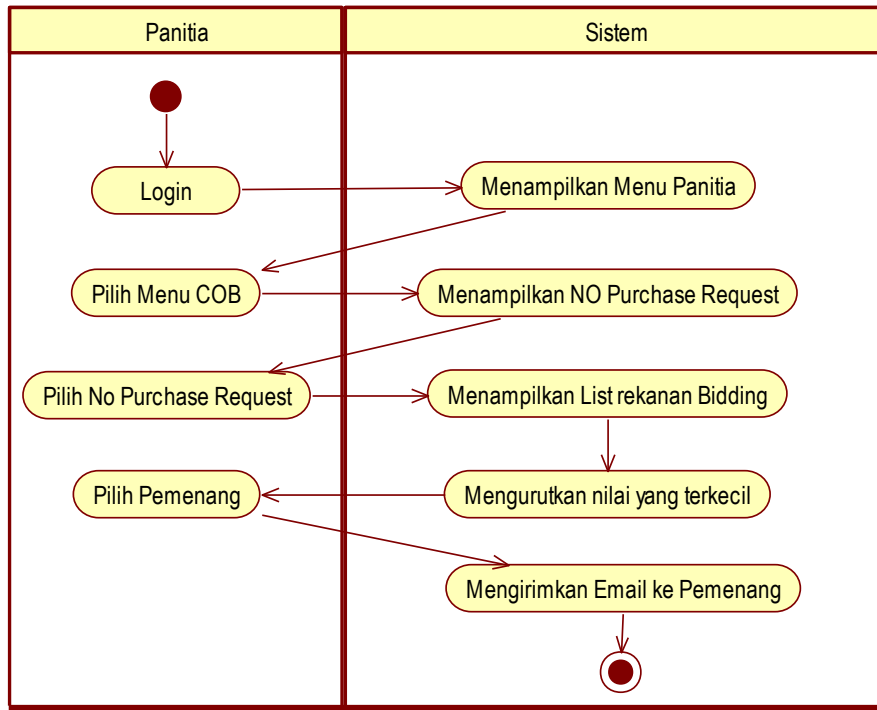 Panitia
Sistem
Login
Menampilkan Menu Panitia
Pilih Menu COB
Menampilkan NO Purchase Request
Pilih No Purchase Request
Menampilkan List rekanan Bidding
Pilih Pemenang
Mengurutkan nilai yang terkecil
Mengirimkan Email ke Pemenang